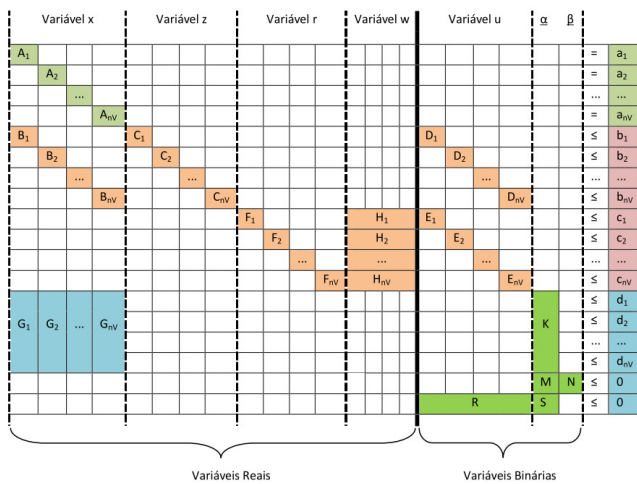 Variável x Variável z Variável r Variável w Variável u α β
A1 = a1
A2 = a2
... ... ...
AnV = anV
B1 C1 D1 ≤ b1
B2 C2 D2 ≤ b2
... ... ... ... ...
BnV CnV DnV ≤ bnV
F1 H1 E1 ≤ c1
F2 H2 E2 ≤ c2
... ... ... ... ...
FnV HnV EnV ≤ cnV
≤ d1
G1 G2 ... GnV K ≤ d2
... ...
≤ dnV
M N ≤ 0
R S ≤ 0
Variáveis Reais Variáveis Binárias